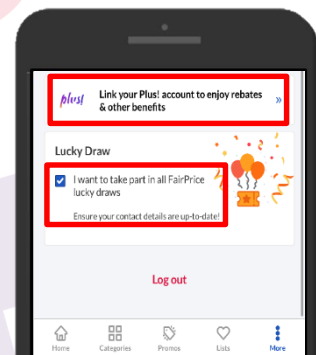 plus! Link your Plus! account to enjoy rebates
& other benefits »
Lucky Draw
I want to take part in all FairPrice
lucky draws
Ensure your contact details are up-to-date!
Log out
Home Categories Promos Lists More